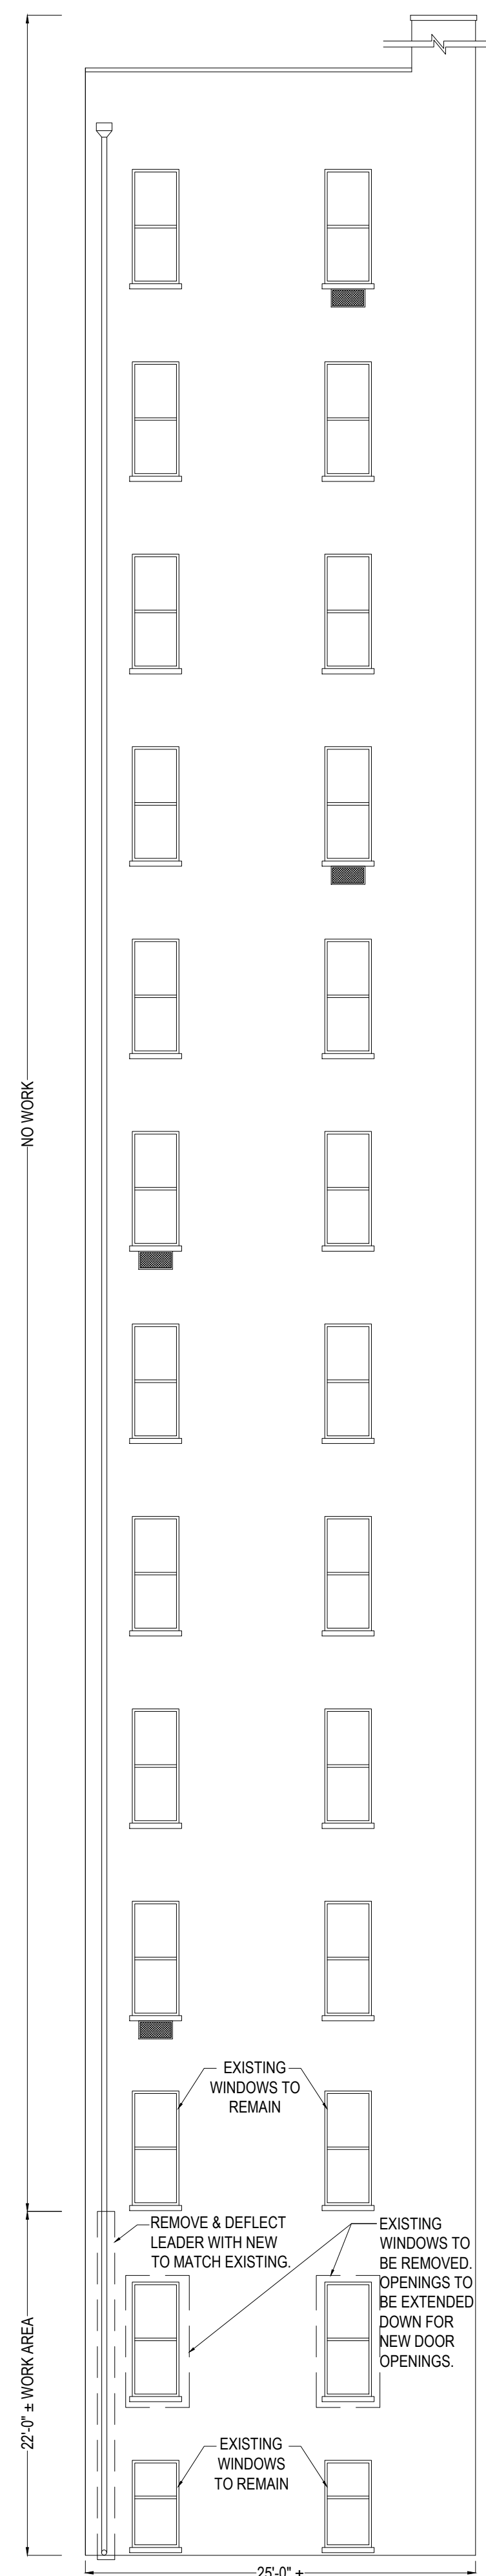 NO WORK
EXISTING
WINDOWS TO
REMAIN
REMOVE & DEFLECT
LEADER WITH NEW
TO MATCH EXISTING.
EXISTING
WINDOWS TO
BE REMOVED.
OPENINGS TO
BE EXTENDED
DOWN FOR
NEW DOOR
OPENINGS.
22'-0" ± WORK AREA
EXISTING
WINDOWS
TO REMAIN
25'-0" ±